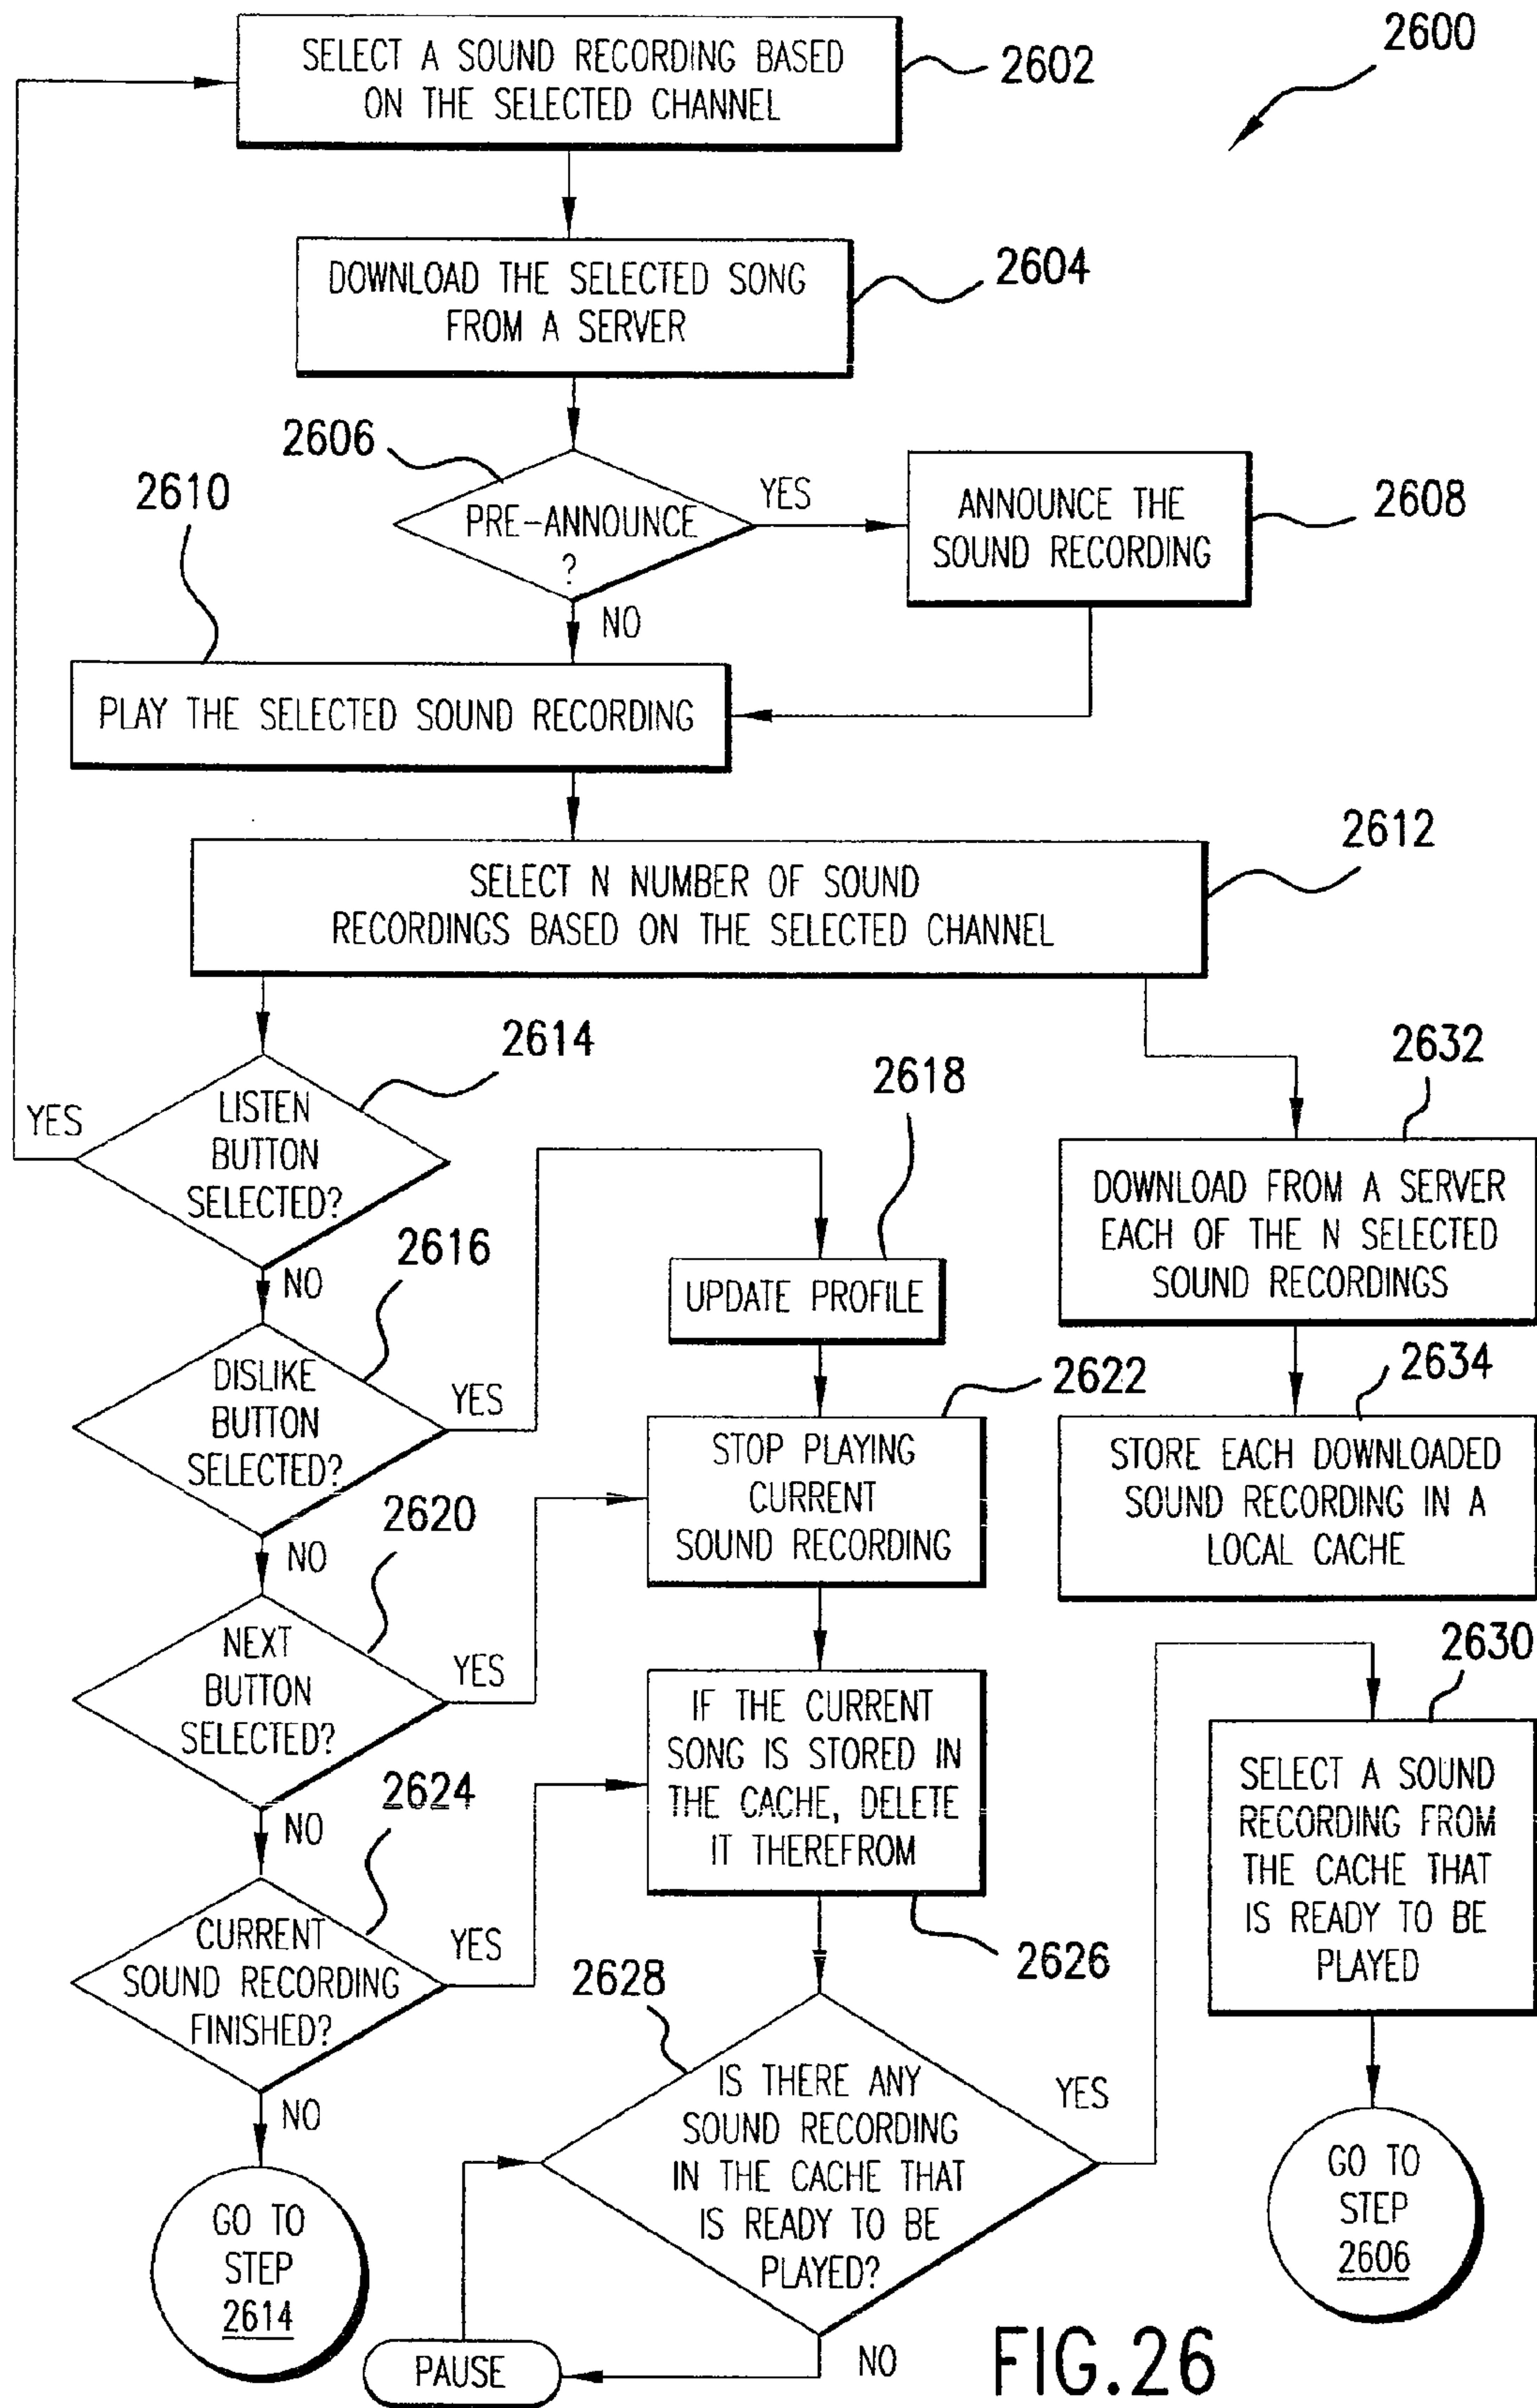 2600
SELECT A SOUND RECORDING BASED
ON THE SELECTED CHANNEL
2602
DOWNLOAD THE SELECTED SONG
FROM A SERVER
2604
2606
PRE-ANNOUNCE
?
YES
NO
ANNOUNCE THE
SOUND RECORDING
2608
2610
PLAY THE SELECTED SOUND RECORDING
2612
SELECT N NUMBER OF SOUND
RECORDINGS BASED ON THE SELECTED CHANNEL
2614
YES
LISTEN
BUTTON
SELECTED?
NO
2616
DISLIKE
BUTTON
SELECTED?
YES
NO
2618
UPDATE PROFILE
2620
NEXT
BUTTON
SELECTED?
YES
NO
2622
STOP PLAYING
CURRENT
SOUND RECORDING
2624
CURRENT
SOUND RECORDING
FINISHED?
YES
NO
GO TO
STEP
2614
IF THE CURRENT
SONG IS STORED IN
THE CACHE, DELETE
IT THEREFROM
2626
2628
IS THERE ANY
SOUND RECORDING
IN THE CACHE THAT
IS READY TO BE
PLAYED?
YES
NO
PAUSE
2632
DOWNLOAD FROM A SERVER
EACH OF THE N SELECTED
SOUND RECORDINGS
2634
STORE EACH DOWNLOADED
SOUND RECORDING IN A
LOCAL CACHE
2630
SELECT A SOUND
RECORDING FROM
THE CACHE THAT
IS READY TO BE
PLAYED
GO TO
STEP
2606
FIG.26